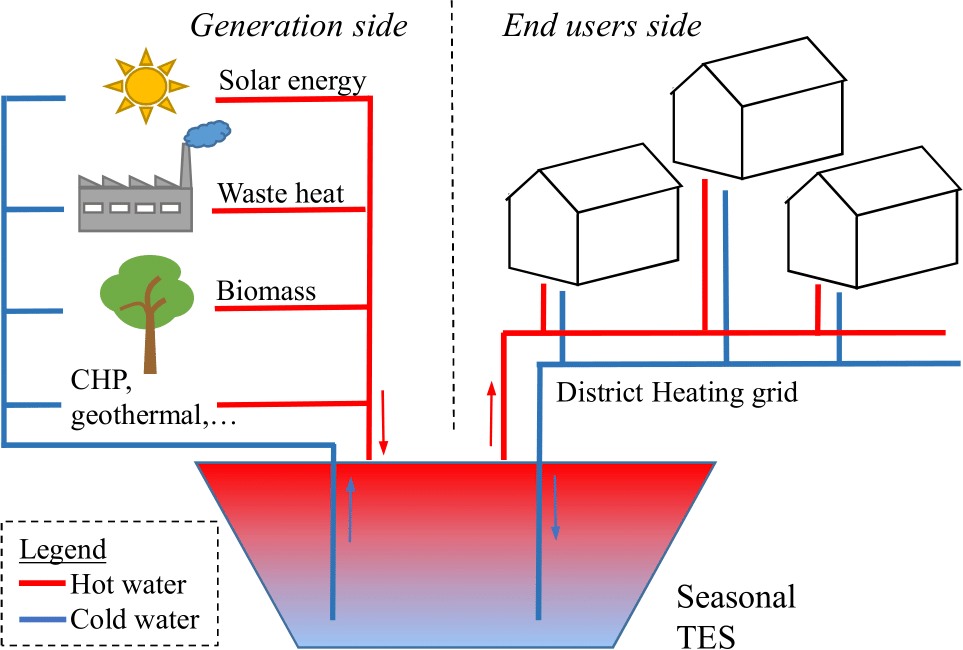 Generation side
End users side
Solar energy
Waste heat
Biomass
CHP,
geothermal,...
District Heating grid
Legend
Hot water
Cold water
Seasonal
TES